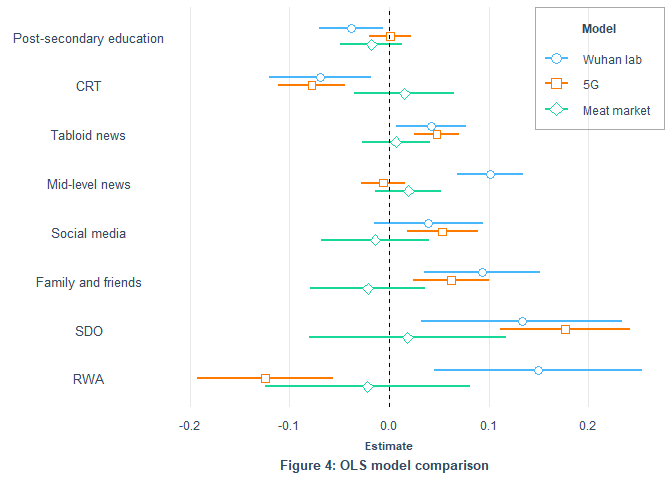 Model
Wuhan lab
5G
Meat market
Post-secondary education
CRT
Tabloid news
Mid-level news
Social media
Family and friends
SDO
RWA
-0.2 -0.1 0.0 0.1 0.2
Estimate
Figure 4: OLS model comparison